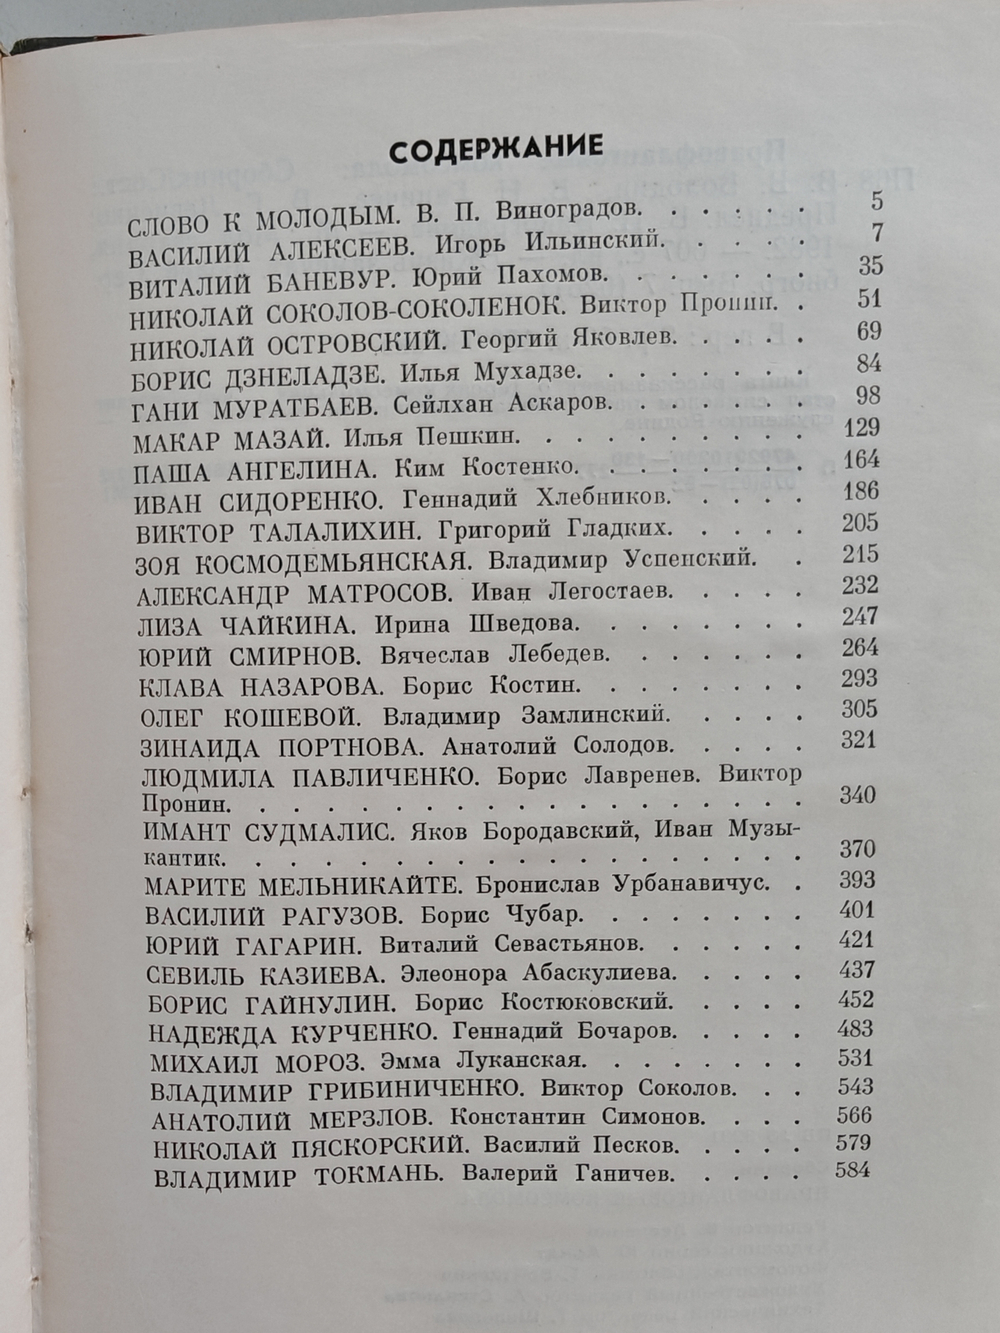 СОДЕРЖАНИЕ
СЛОВО К МОЛОДЫМ. В. П. Виноградов. . . . . . 5
ВАСИЛИЙ АЛЕКСЕЕВ. Игорь Ильинский. . . . . 7
ВИТАЛИЙ БАНЕВУР. Юрий Пахомов. . . . . . . 35
НИКОЛАЙ СОКОЛОВ-СОКОЛЕНОК. Виктор Пронин. . 51
НИКОЛАЙ ОСТРОВСКИЙ. Георгий Яковлев. . . . . 69
БОРИС ДЗНЕЛАДЗЕ. Илья Мухадзе. . . . . . . . 84
ГАНИ МУРАТБАЕВ. Сейлхан Аскаров. . . . . . . 98
МАКАР МАЗАЙ. Илья Пешкин. . . . . . . . . . 129
ПАША АНГЕЛИНА. Ким Костенко. . . . . . . . 164
ИВАН СИДОРЕНКО. Геннадий Хлебников. . . . . 186
ВИКТОР ТАЛАЛИХИН. Григорий Гладких. . . . . 205
ЗОЯ КОСМОДЕМЬЯНСКАЯ. Владимир Успенский. . 215
АЛЕКСАНДР МАТРОСОВ. Иван Легостаев. . . . . 232
ЛИЗА ЧАЙКИНА. Ирина Шведова. . . . . . . . 247
ЮРИЙ СМИРНОВ. Вячеслав Лебедев. . . . . . . 264
КЛАВА НАЗАРОВА. Борис Костин. . . . . . . . 293
ОЛЕГ КОШЕВОЙ. Владимир Замлинский. . . . . 305
ЗИНАИДА ПОРТНОВА. Анатолий Солодов. . . . . 321
ЛЮДМИЛА ПАВЛИЧЕНКО. Борис Лавренев. Виктор
Пронин. . . . . . . . . . . . . . . . . . . 340
ИМАНТ СУДМАЛИС. Яков Бородавский, Иван Музы-
кантик. . . . . . . . . . . . . . . . . . . 370
МАРИТЕ МЕЛЬНИКАЙТЕ. Бронислав Урбанавичус. . 393
ВАСИЛИЙ РАГУЗОВ. Борис Чубар. . . . . . . . 401
ЮРИЙ ГАГАРИН. Виталий Севастьянов. . . . . . 421
СЕВИЛЬ КАЗИЕВА. Элеонора Абаскулиева. . . . . 437
БОРИС ГАЙНУЛИН. Борис Костюковский. . . . . 452
НАДЕЖДА КУРЧЕНКО. Геннадий Бочаров. . . . . 483
МИХАИЛ МОРОЗ. Эмма Луканская. . . . . . . . 531
ВЛАДИМИР ГРИБИНИЧЕНКО. Виктор Соколов. . . 543
АНАТОЛИЙ МЕРЗЛОВ. Константин Симонов. . . . 566
НИКОЛАЙ ПЯСКОРСКИЙ. Василий Песков. . . . . 579
ВЛАДИМИР ТОКМАНЬ. Валерий Ганичев. . . . . 584